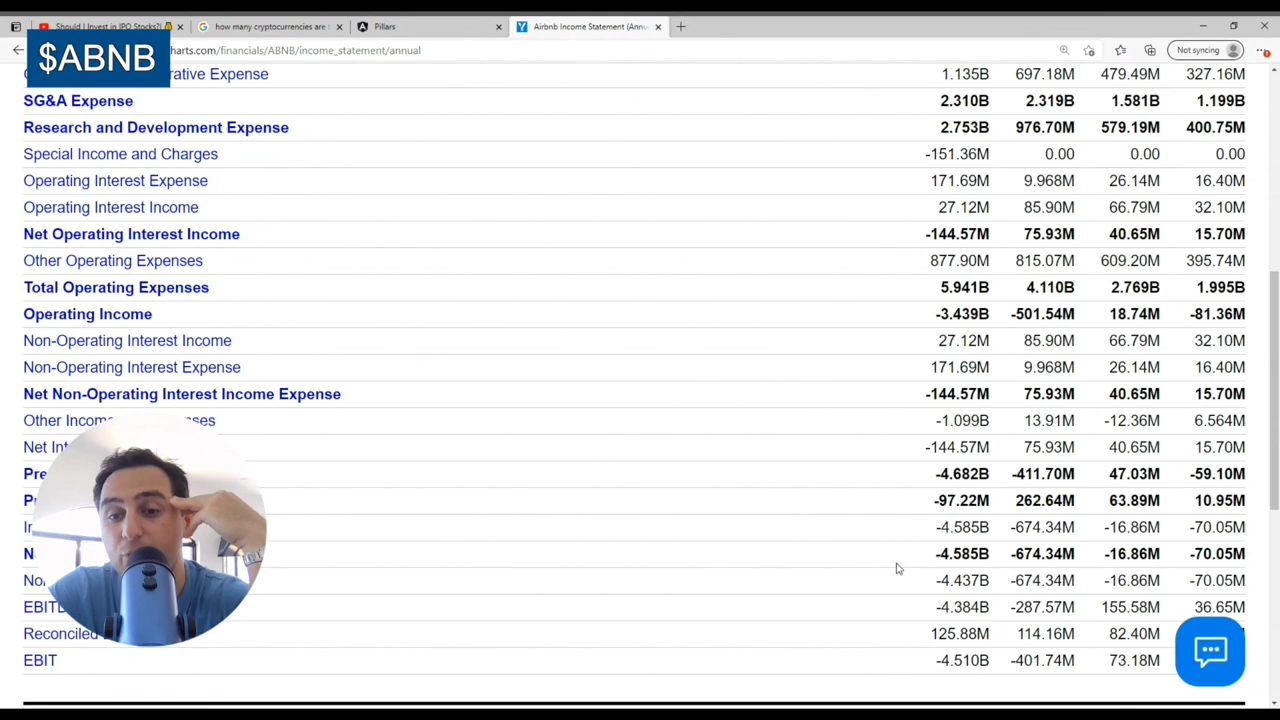 Should I Invest in IPO Stocks?!
how many cryptocurrencies are
Pillars
Airbnb Income Statement (Annu
$ABNB
harts.com/financials/ABNB/income_statement/annual
Not syncing
rative Expense 1.135B 697.18M 479.49M 327.16M
SG&A Expense 2.310B 2.319B 1.581B 1.199B
Research and Development Expense 2.753B 976.70M 579.19M 400.75M
Special Income and Charges -151.36M 0.00 0.00 0.00
Operating Interest Expense 171.69M 9.968M 26.14M 16.40M
Operating Interest Income 27.12M 85.90M 66.79M 32.10M
Net Operating Interest Income -144.57M 75.93M 40.65M 15.70M
Other Operating Expenses 877.90M 815.07M 609.20M 395.74M
Total Operating Expenses 5.941B 4.110B 2.769B 1.995B
Operating Income -3.439B -501.54M 18.74M -81.36M
Non-Operating Interest Income 27.12M 85.90M 66.79M 32.10M
Non-Operating Interest Expense 171.69M 9.968M 26.14M 16.40M
Net Non-Operating Interest Income Expense -144.57M 75.93M 40.65M 15.70M
Other Incom ses -1.099B 13.91M -12.36M 6.564M
Net Int -144.57M 75.93M 40.65M 15.70M
Pre -4.682B -411.70M 47.03M -59.10M
P -97.22M 262.64M 63.89M 10.95M
I -4.585B -674.34M -16.86M -70.05M
N -4.585B -674.34M -16.86M -70.05M
No -4.437B -674.34M -16.86M -70.05M
EBIT -4.384B -287.57M 155.58M 36.65M
Reconciled 125.88M 114.16M 82.40M
EBIT -4.510B -401.74M 73.18M